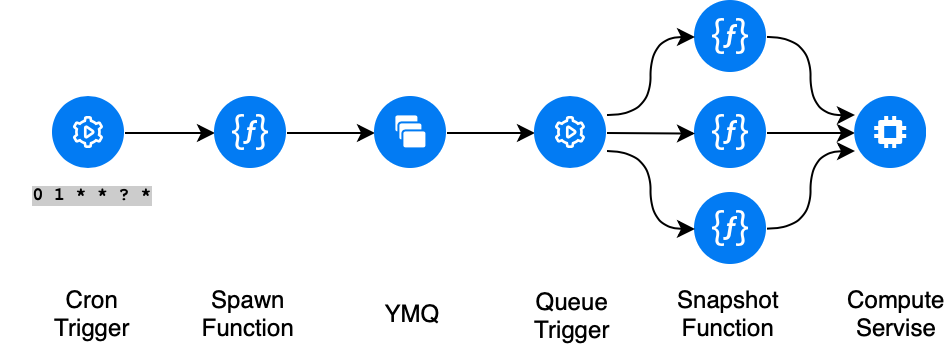 0 1 * * ? *
Cron
Trigger
Spawn
Function
YMQ
Queue
Trigger
Snapshot
Function
Compute
Servise
{f}
{f}
{f}
{f}